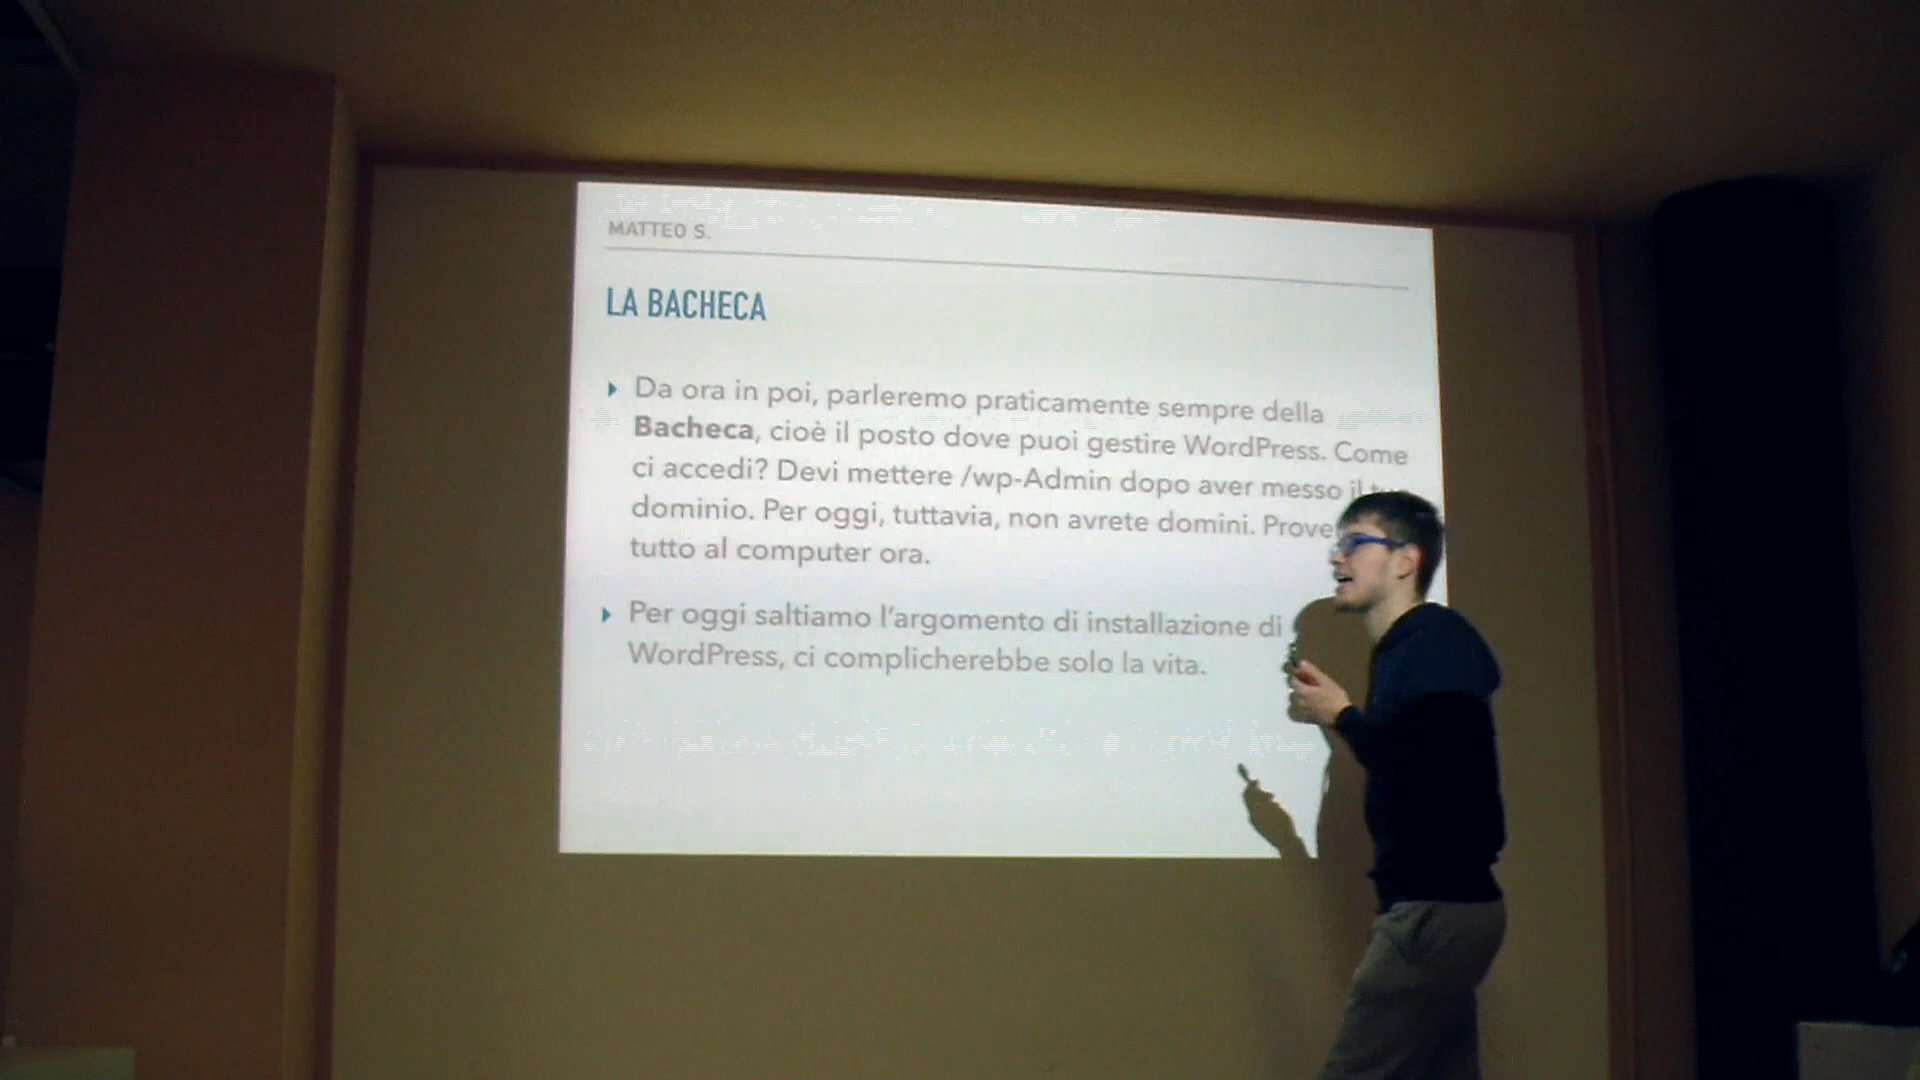 MATTEO S.
LA BACHECA
Da ora in poi, parleremo praticamente sempre della
Bacheca, cioè il posto dove puoi gestire WordPress. Come
ci accedi? Devi mettere /wp-Admin dopo aver messo il
dominio. Per oggi, tuttavia, non avrete domini.
tutto al computer ora.
Per oggi saltiamo l'argomento di installazione di
WordPress, ci complicherebbe solo la vita.